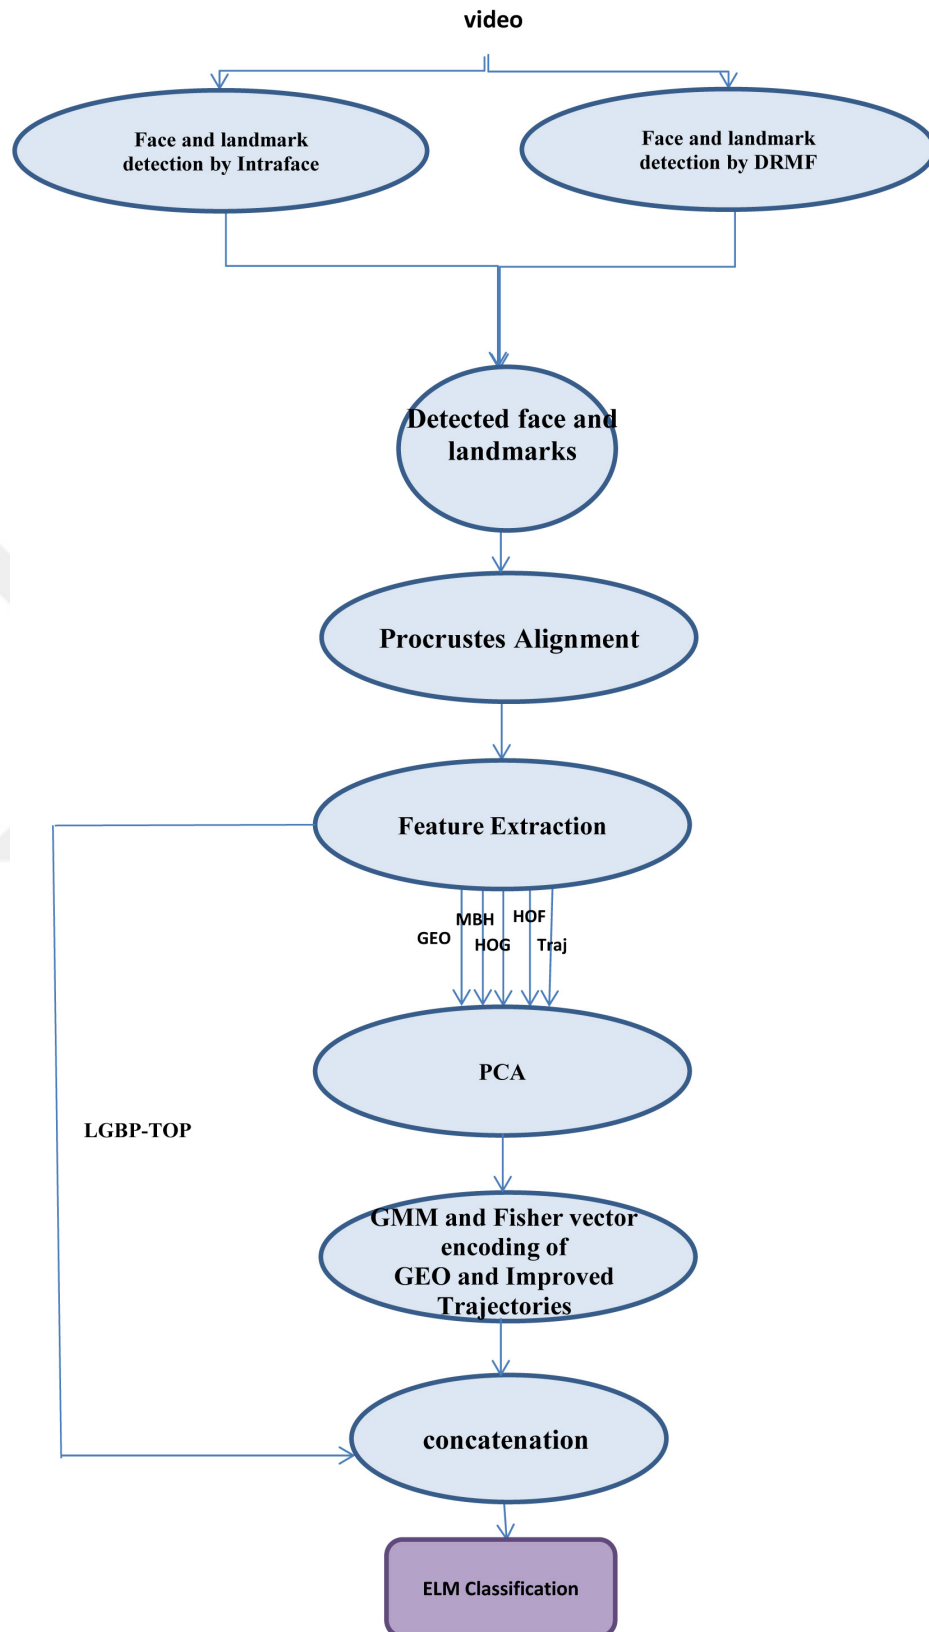 video
Face and landmark
detection by Intraface
Face and landmark
detection by DRMF
Detected face and
landmarks
Procrustes Alignment
Feature Extraction
GEO
MBH
HOG
HOF
Traj
PCA
LGBP-TOP
GMM and Fisher vector
encoding of
GEO and Improved
Trajectories
concatenation
ELM Classification